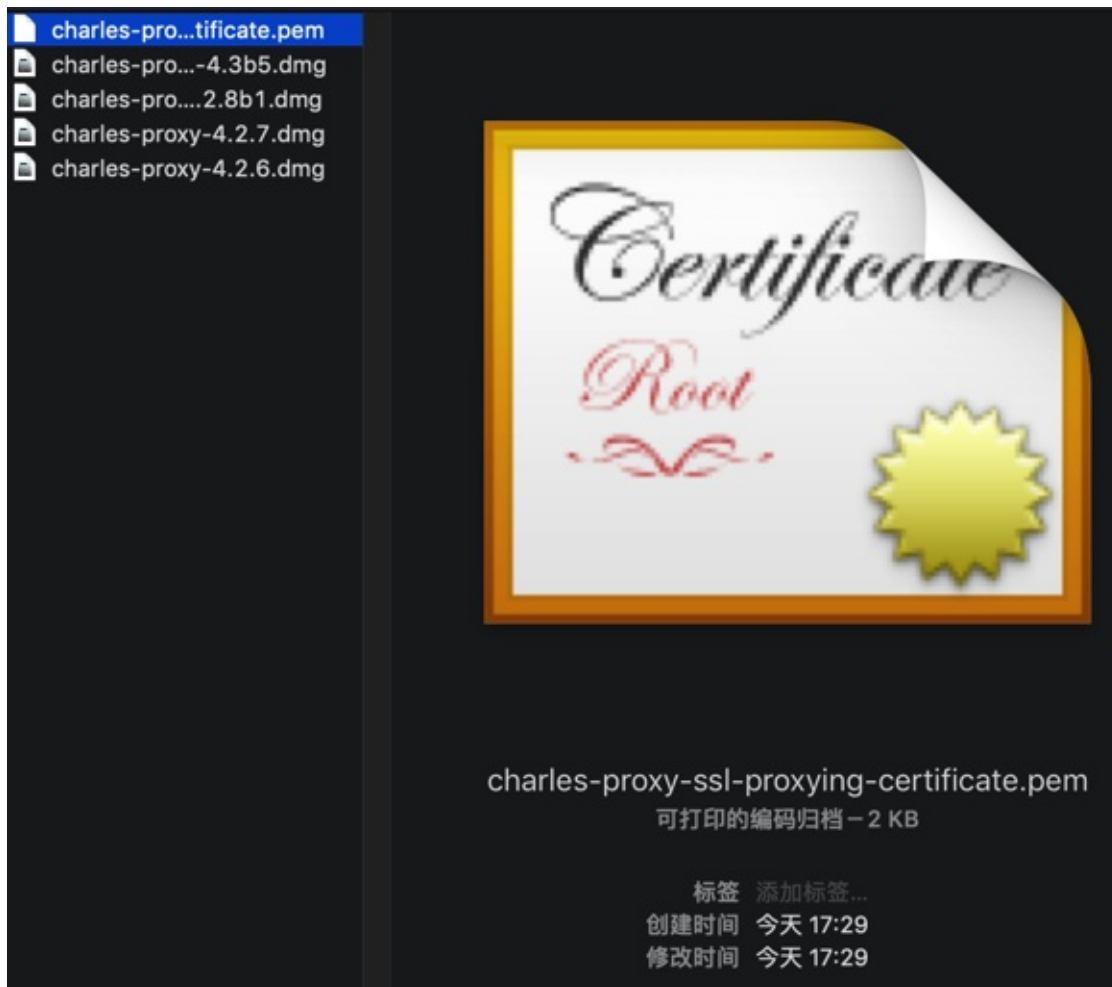 charles-pro...tificate.pem
charles-pro...-4.3b5.dmg
charles-pro....2.8b1.dmg
charles-proxy-4.2.7.dmg
charles-proxy-4.2.6.dmg
Certificate
Root
charles-proxy-ssl-proxying-certificate.pem
可打印的编码归档 — 2 KB
标签 添加标签...
创建时间 今天 17:29
修改时间 今天 17:29